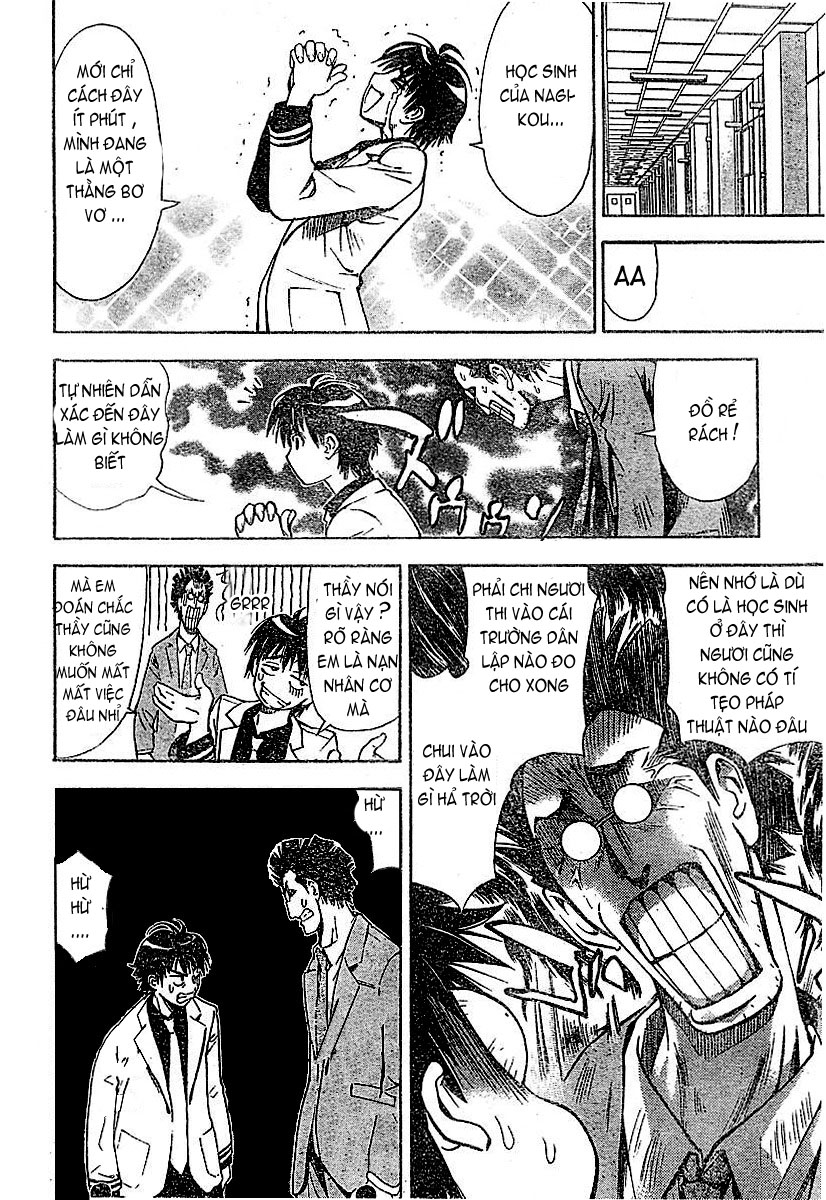 AA
HỌC SINH
CỦA NAGI-
KOU...
MỚI CHỈ
CÁCH ĐÂY
ÍT PHÚT ,
MÌNH ĐANG
LÀ MỘT
THẰNG BƠ
VƠ ...
ĐỒ RẺ
RÁCH !
TỰ NHIÊN DẪN
XÁC ĐẾN ĐÂY
LÀM GÌ KHÔNG
BIẾT
NÊN NHỚ LÀ DÙ
CÓ LÀ HỌC SINH
Ở ĐÂY THÌ
NGƯƠI CŨNG
KHÔNG CÓ TÍ
TẸO PHÁP
THUẬT NÀO ĐÂU
PHẢI CHI NGƯƠI
THI VÀO CÁI
TRƯỜNG DÂN
LẬP NÀO ĐO
CHO XONG
CHUI VÀO
ĐÂY LÀM
GÌ HẢ TRỜI
THẦY NÓI
GÌ VẬY ?
RÕ RÀNG
EM LÀ NẠN
NHÂN CƠ
MÀ
GRRR
MÀ EM
ĐOÁN CHẮC
THẦY CŨNG
KHÔNG
MUỐN MẤT
MẤT VIỆC
ĐÂU NHỈ
HỪ
....
HỪ
HỪ
....